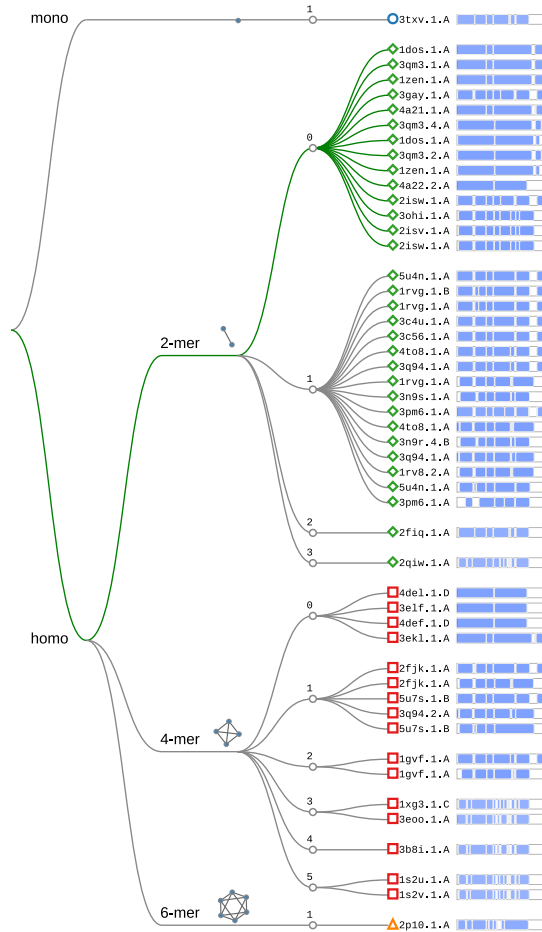 mono
1
3txv.1.A
1dos.1.A
3qm3.1.A
1zen.1.A
3gay.1.A
4a21.1.A
3qm3.4.A
0
1dos.1.A
3qm3.2.A
1zen.1.A
4a22.2.A
2isw.1.A
3ohi.1.A
2isv.1.A
2isw.1.A
5u4n.1.A
1rvg.1.B
1rvg.1.A
3c4u.1.A
3c56.1.A
2-mer
4to8.1.A
3q94.1.A
1
1rvg.1.A
3n9s.1.A
3pm6.1.A
4to8.1.A
3n9r.4.B
3q94.1.A
1rv8.2.A
5u4n.1.A
3pm6.1.A
2
2fiq.1.A
3
2qiw.1.A
4del.1.D
0
3elf.1.A
4def.1.D
homo
3ekl.1.A
2fjk.1.A
2fjk.1.A
1
5u7s.1.B
3q94.2.A
5u7s.1.B
4-mer
2
1gvf.1.A
1gvf.1.A
3
1xg3.1.C
3eoo.1.A
4
3b8i.1.A
5
1s2u.1.A
1s2v.1.A
6-mer
1
2p10.1.A